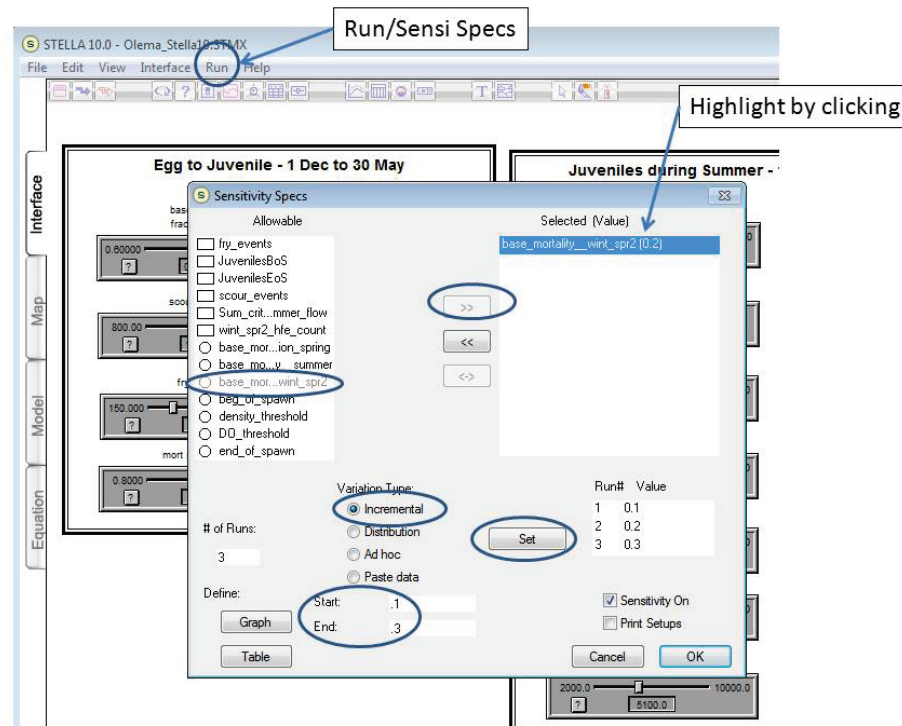 Run/Sensi Specs
STELLA 10.0 - Olema_Stella10.STMX
File Edit View Interface Run Help
Highlight by clicking
Interface
Map
Model
Equation
Egg to Juvenile - 1 Dec to 30 May
Juveniles during Summer -
0.60000
?
800.00
?
150.000
?
mort
0.8000
?
Sensitivity Specs
Allowable
fry_events
JuvenilesBoS
JuvenilesEoS
scour_events
Sum_crit...mmer_flow
wint_spr2_hfe_count
base_mor...ion_spring
base_mo...y__summer
base_mor...wint_spr2
beg_of_spawn
density_threshold
DO_threshold
end_of_spawn
>>
<<
<->
Selected (Value)
base_mortality__wint_spr2 (0.2)
# of Runs:
3
Variation Type:
Incremental
Distribution
Ad hoc
Paste data
Set
Run# Value
1 0.1
2 0.2
3 0.3
Define:
Graph
Table
Start: .1
End: .3
Sensitivity On
Print Setups
Cancel OK
2000.0 10000.0
? 5100.0